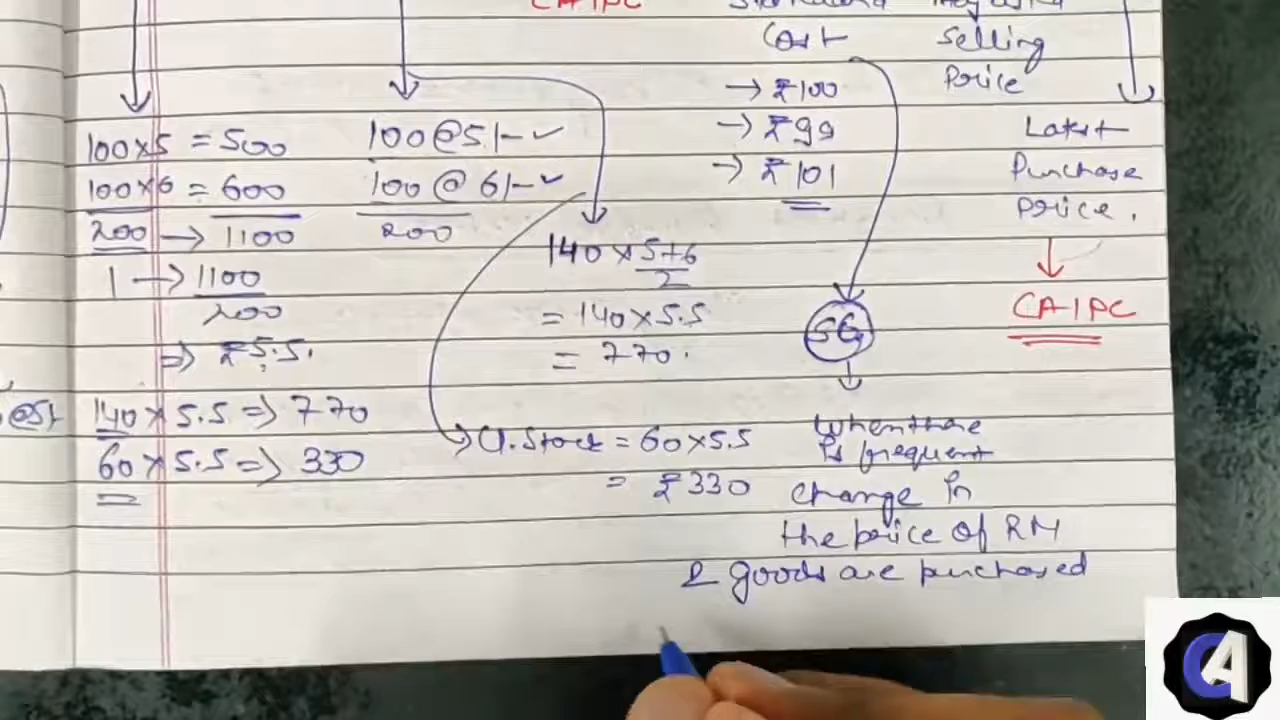 CA IPC
Cost
Selling
Price
→ ₹100
→ ₹99
→ ₹101
Latest
Purchase
Price.
CA IPC
100×5 = 500
100×6 = 600
200 → 1100
1 → 1100
200
⇒ ₹5.5.
@5/-
140 × 5.5 ⇒ 770
60 × 5.5 ⇒ 330
100 @ 5/- ✓
100 @ 6/- ✓
200
140 × 5+6
2
= 140 × 5.5
= 770.
Cl. Stock = 60×5.5
= ₹330
When there
is frequent
change in
the price of RM
& goods are purchased
CA